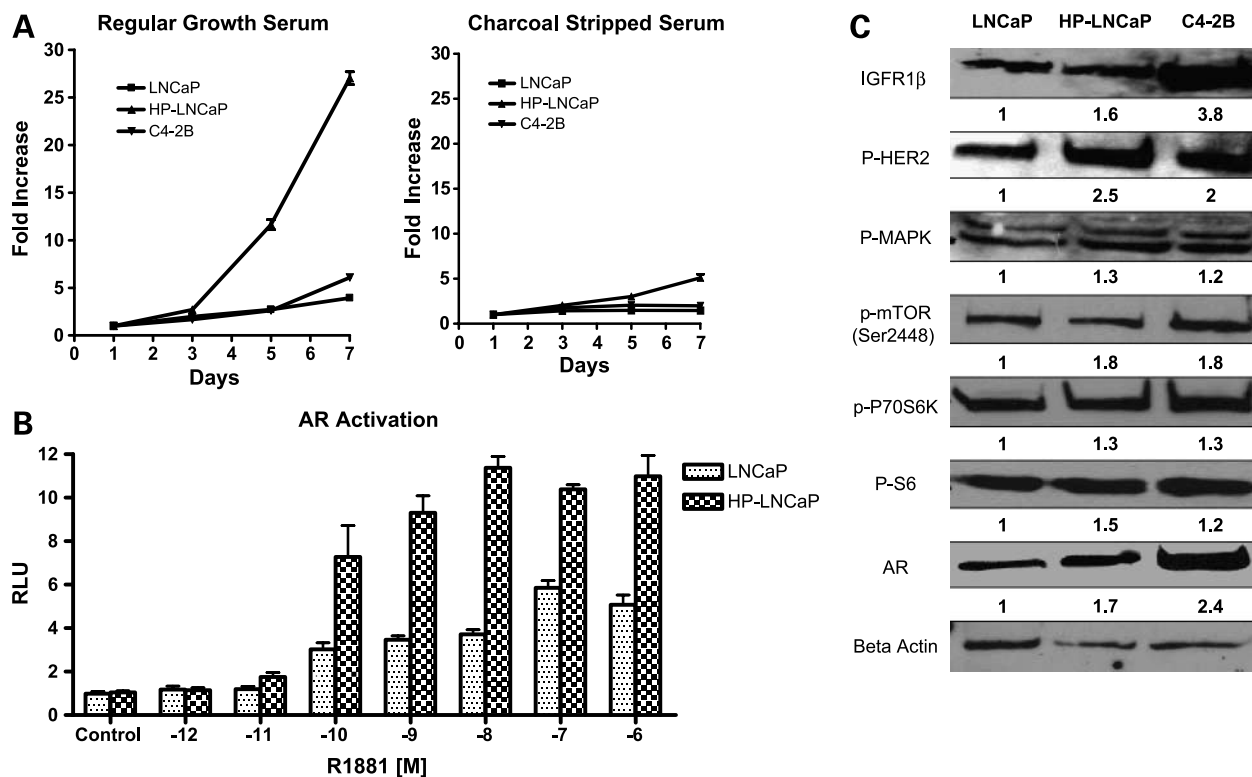 A
Regular Growth Serum
Fold Increase
30
25
20
15
10
5
0
LNCaP
HP-LNCaP
C4-2B
0 1 2 3 4 5 6 7
Days
Charcoal Stripped Serum
Fold Increase
30
25
20
15
10
5
0
LNCaP
HP-LNCaP
C4-2B
0 1 2 3 4 5 6 7
Days
B
AR Activation
RLU
12
10
8
6
4
2
0
LNCaP
HP-LNCaP
Control -12 -11 -10 -9 -8 -7 -6
R1881 [M]
C
LNCaP HP-LNCaP C4-2B
IGFR1β
1 1.6 3.8
P-HER2
1 2.5 2
P-MAPK
1 1.3 1.2
p-mTOR
(Ser2448)
1 1.8 1.8
p-P70S6K
1 1.3 1.3
P-S6
1 1.5 1.2
AR
1 1.7 2.4
Beta Actin